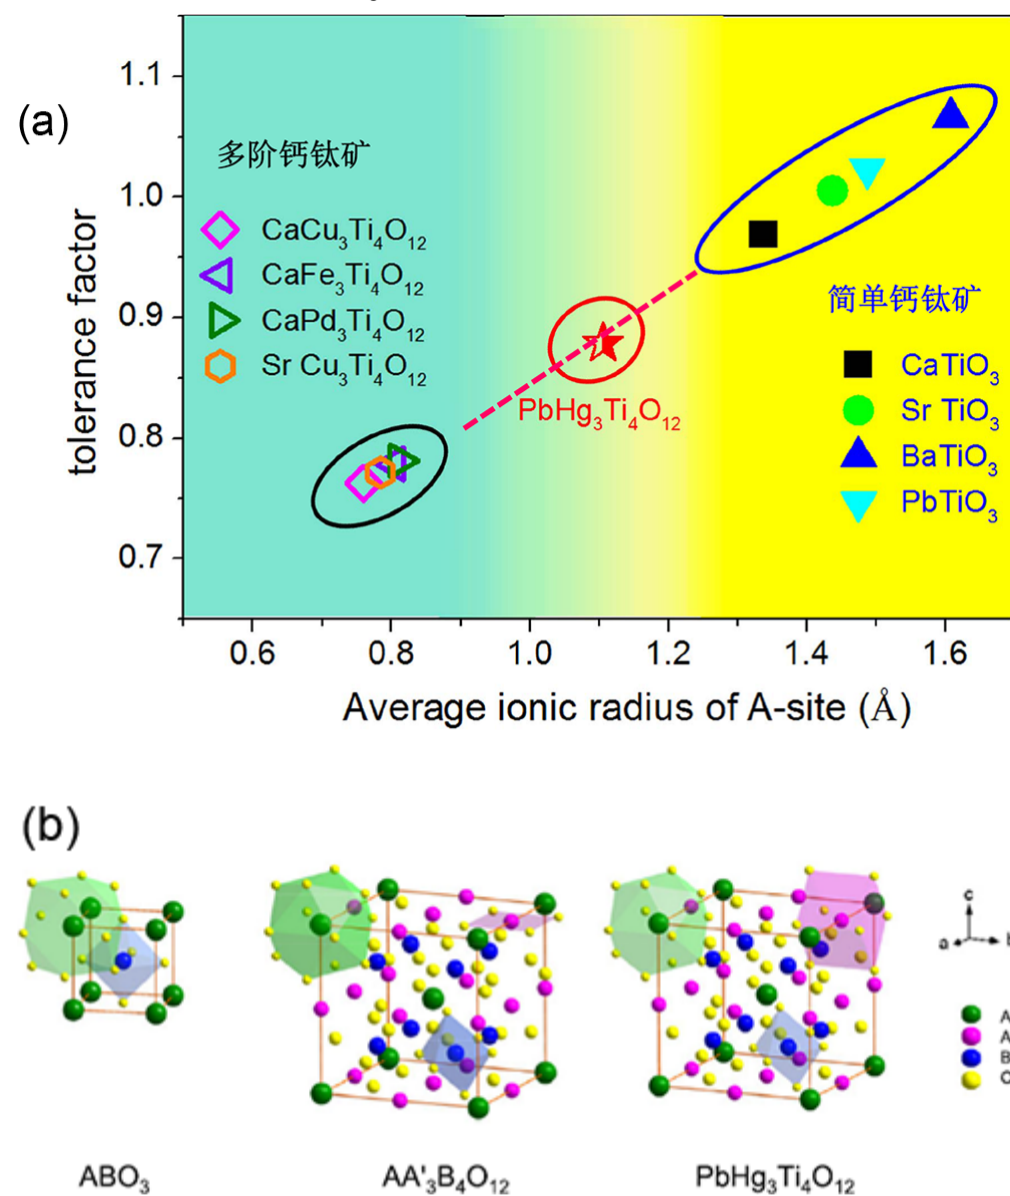 (a)
tolerance factor
1.1
1.0
0.9
0.8
0.7
多阶钙钛矿
CaCu₃Ti₄O₁₂
CaFe₃Ti₄O₁₂
CaPd₃Ti₄O₁₂
Sr Cu₃Ti₄O₁₂
PbHg₃Ti₄O₁₂
简单钙钛矿
CaTiO₃
Sr TiO₃
BaTiO₃
PbTiO₃
0.6 0.8 1.0 1.2 1.4 1.6
Average ionic radius of A-site (Å)
(b)
c
a
A
A
B
ABO₃ AA'₃B₄O₁₂ PbHg₃Ti₄O₁₂